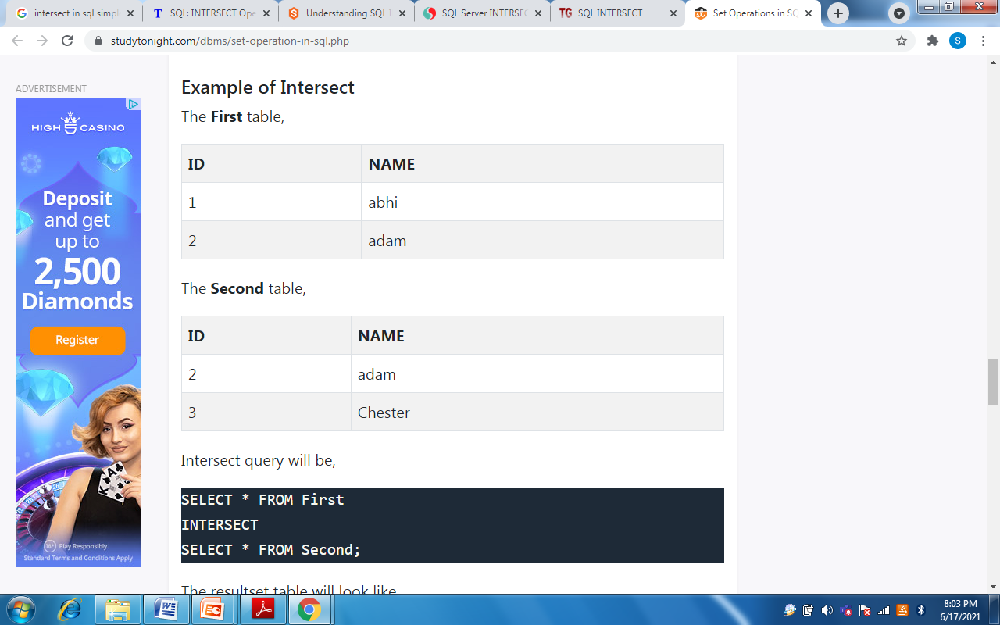 intersect in sql simpl
SQL: INTERSECT Ope
Understanding SQL I
SQL Server INTERSEC
TG SQL INTERSECT
Set Operations in SQ
studytonight.com/dbms/set-operation-in-sql.php
S
ADVERTISEMENT
HIGH 5 CASINO
Deposit
and get
up to
2,500
Diamonds
Register
18+ Play Responsibly.
Standard Terms and Conditions Apply
Example of Intersect
The First table,
ID NAME
1 abhi
2 adam
The Second table,
ID NAME
2 adam
3 Chester
Intersect query will be,
SELECT * FROM First
INTERSECT
SELECT * FROM Second;
The resultset table will look like
8:03 PM
6/17/2021